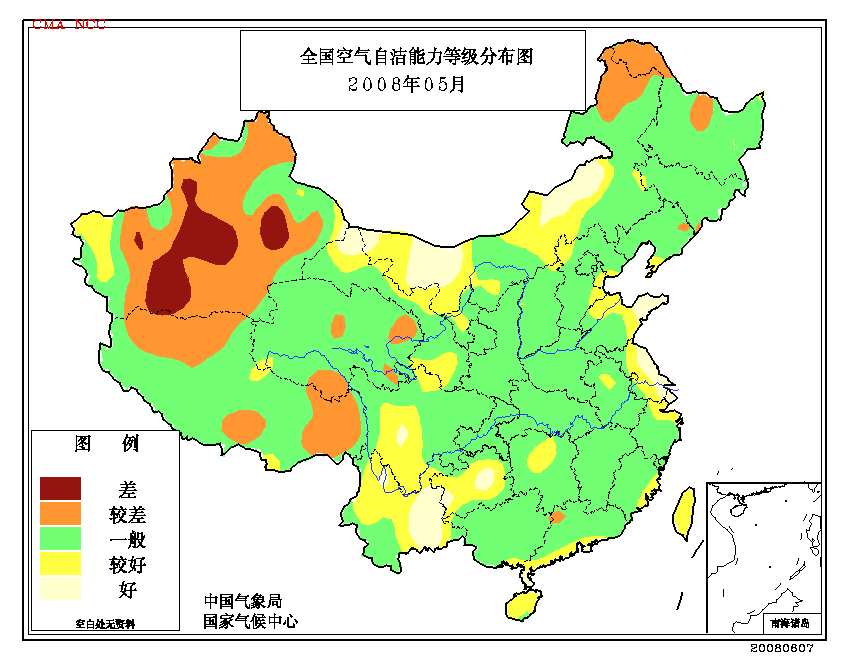 CMA NCC
全国空气自洁能力等级分布图
2008年05月
图 例
差
较差
一般
较好
好
空白处无资料
中国气象局
国家气候中心
南海诸岛
20080607